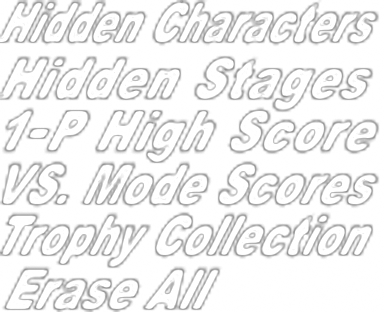 Hidden Characters
Hidden Stages
1-P High Score
VS. Mode Scores
Trophy Collection
Erase All